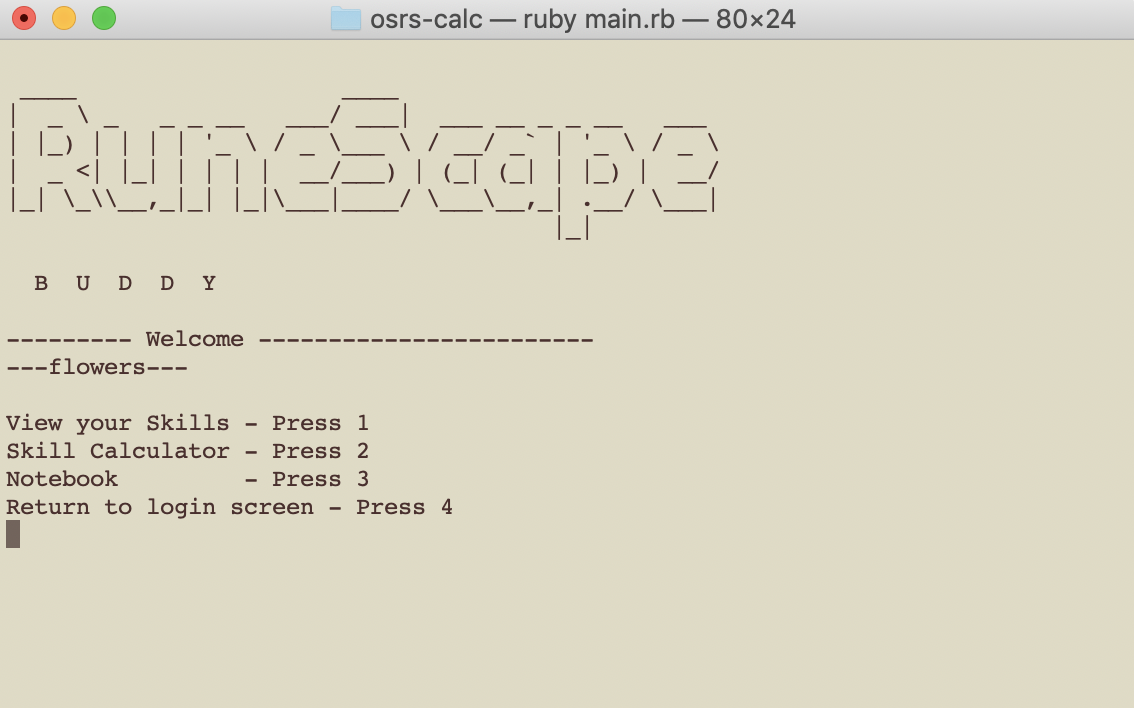 osrs-calc — ruby main.rb — 80×24
RuneScape
B U D D Y
--------- Welcome ------------------------
---flowers---
View your Skills - Press 1
Skill Calculator - Press 2
Notebook         - Press 3
Return to login screen - Press 4